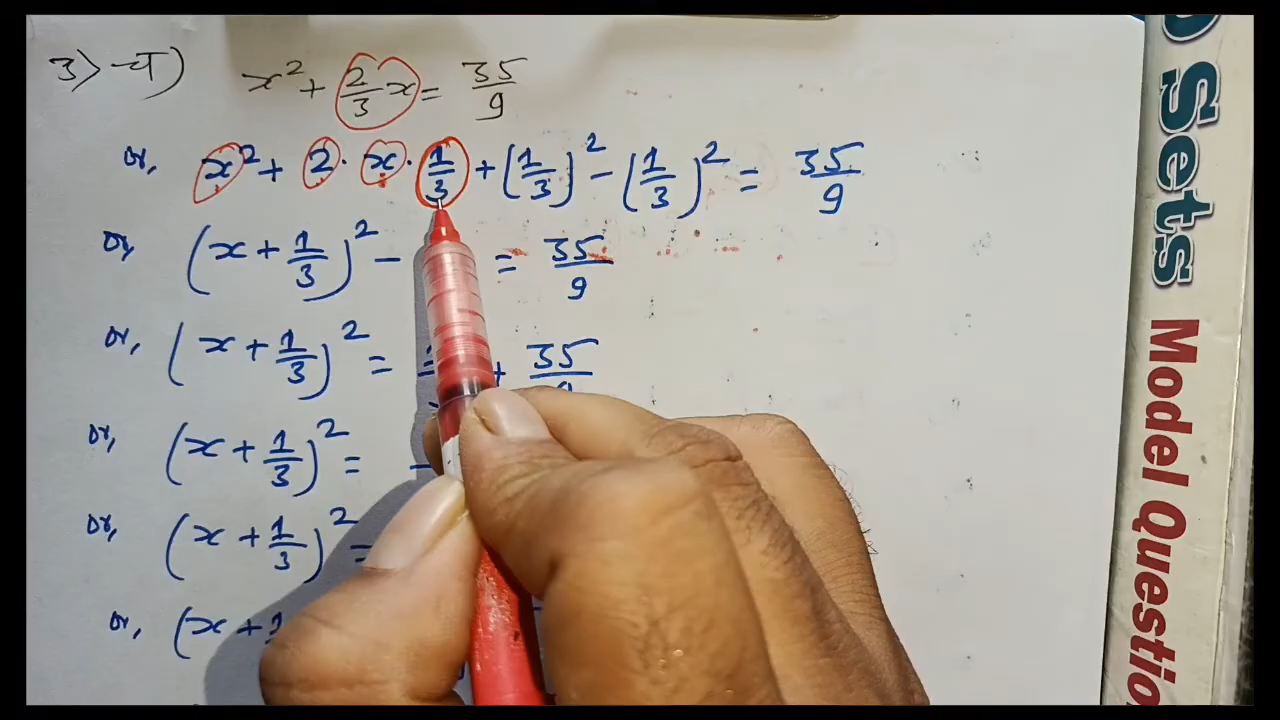 3> च) x² + 2/3 x = 35/9
or, x² + 2 · x · 1/3 + (1/3)² - (1/3)² = 35/9
or, (x + 1/3)² - = 35/9
or, (x + 1/3)² = + 35/9
or, (x + 1/3)² =
or, (x + 1/3)² =
or, (x +
Sets
Model Question